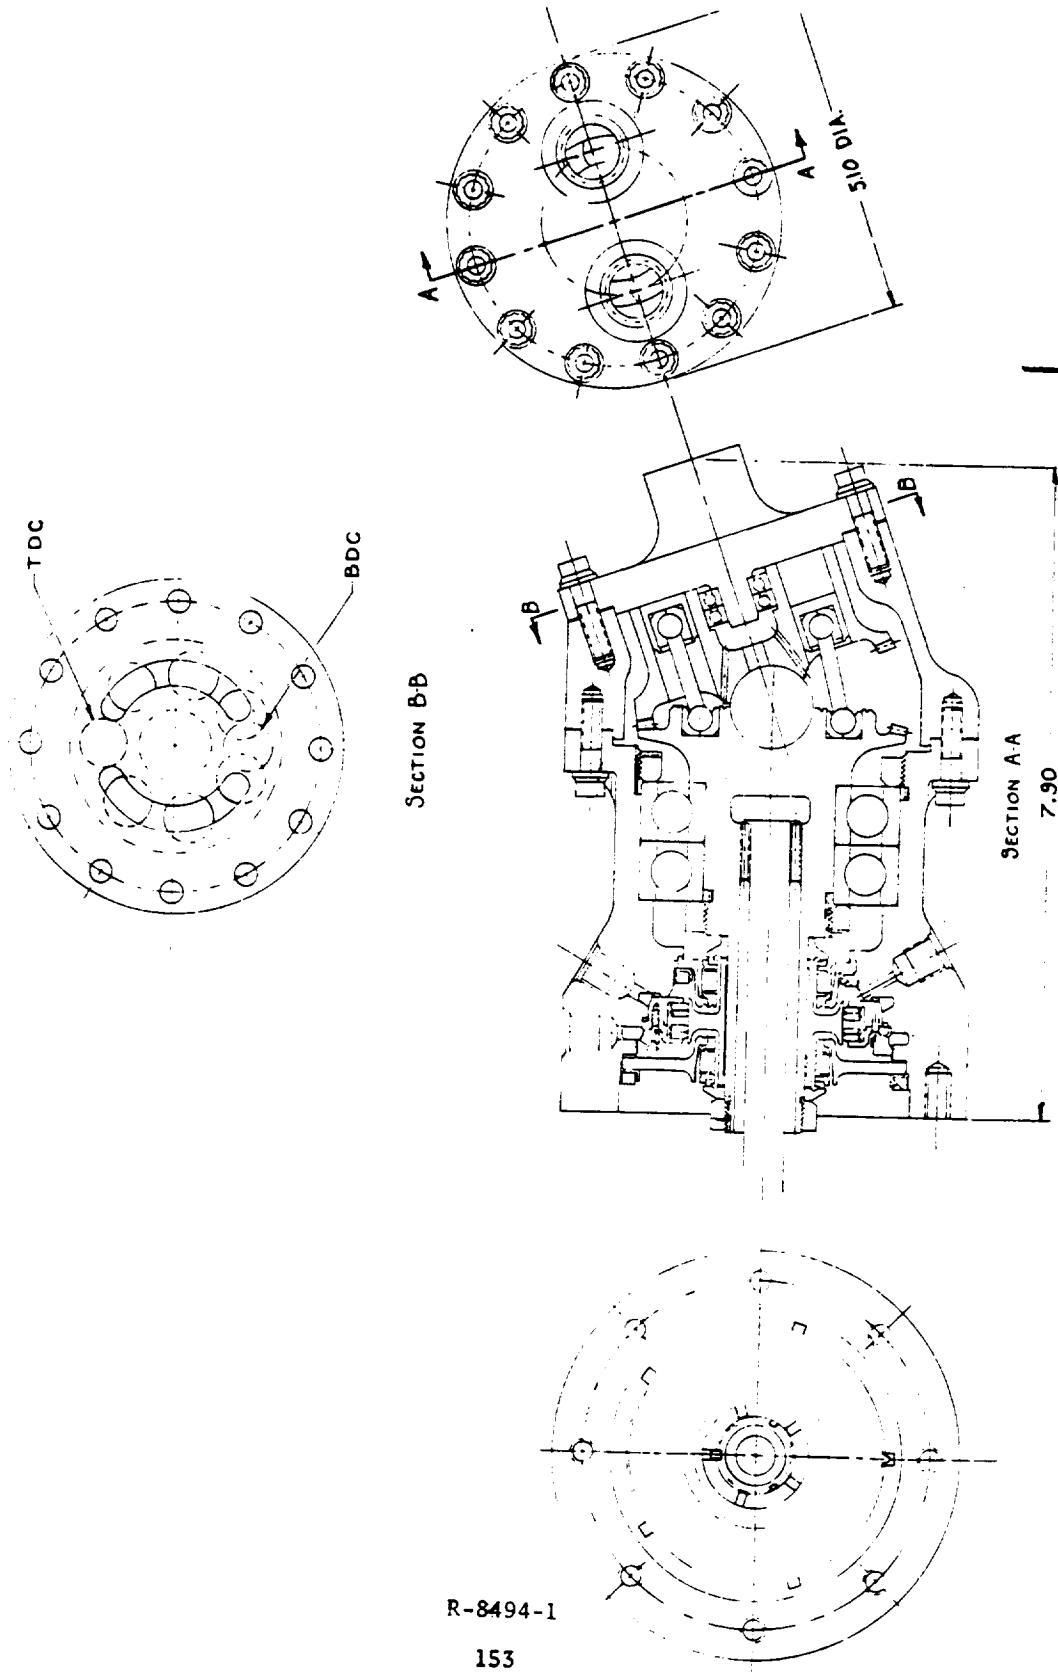 TDC
BDC
SECTION B-B
A
A
5.10 DIA.
B
B
SECTION A-A
7.90
R-8494-1
153